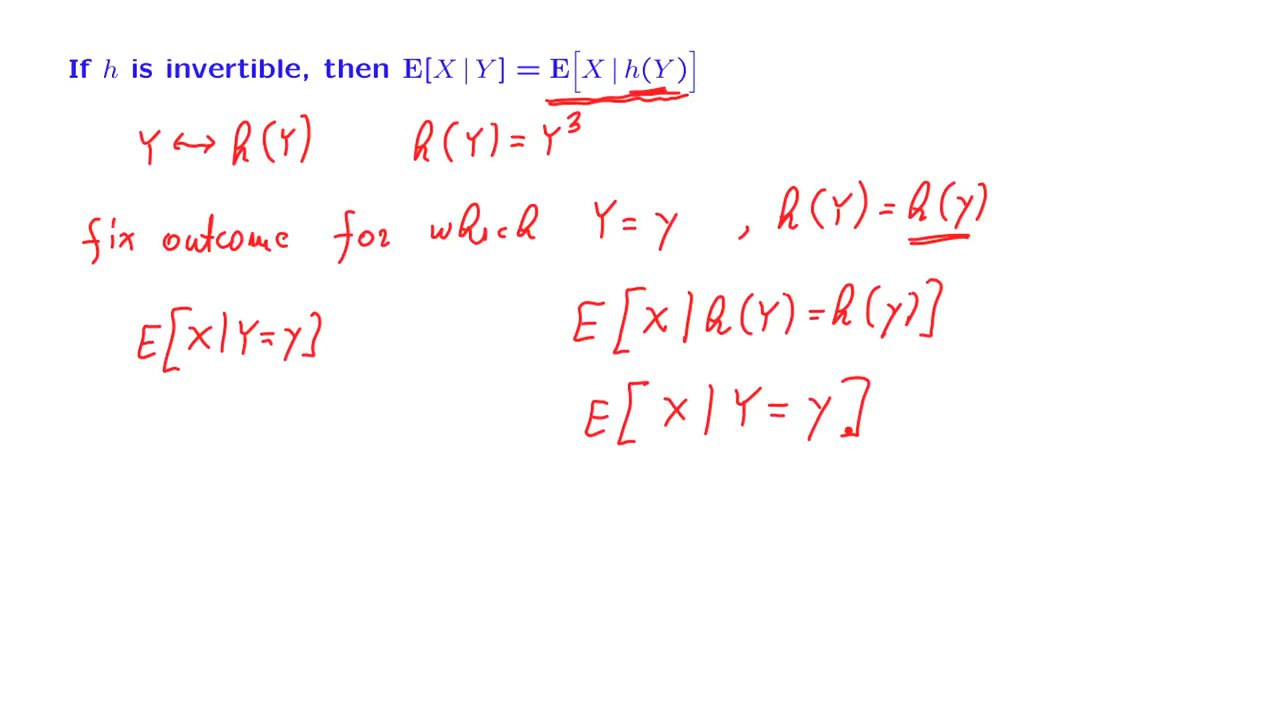 If h is invertible, then E[X | Y] = E[X | h(Y)]
Y ↔ h(Y) h(Y) = Y³
fix outcome for which Y = y , h(Y) = h(y)
E[X | Y = y] E[X | h(Y) = h(y)]
E[X | Y = y]